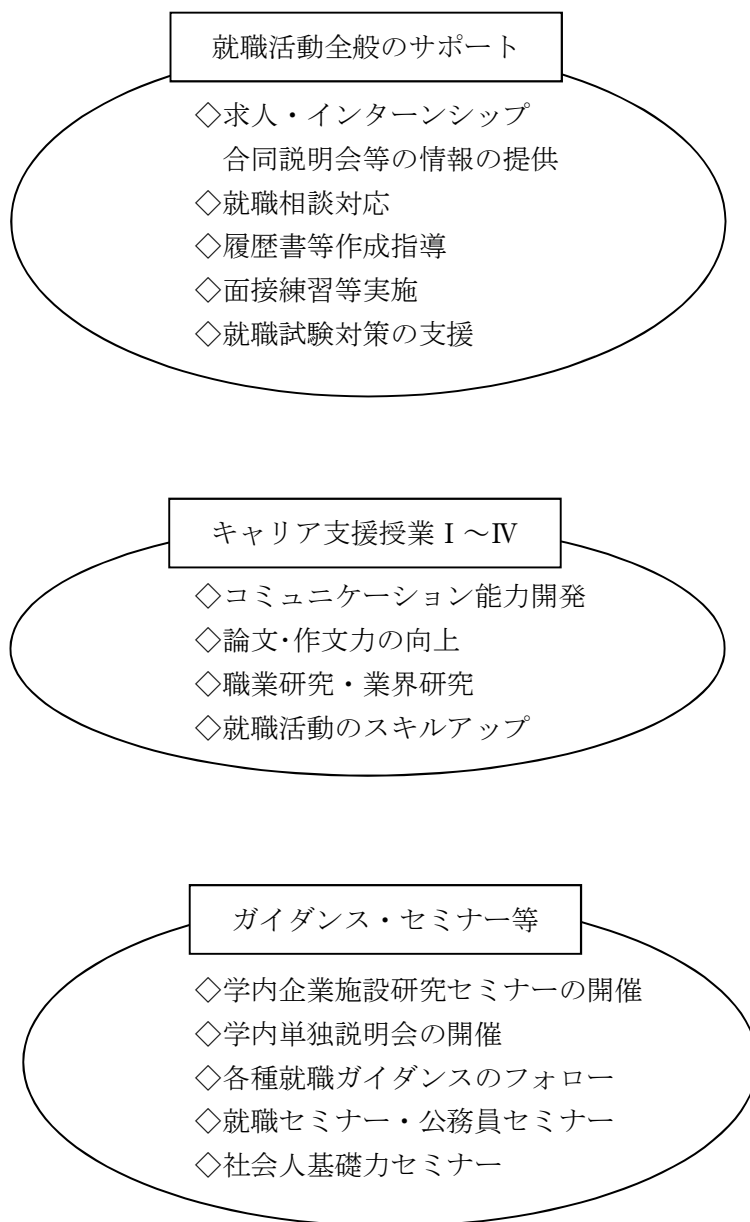 就職活動全般のサポート
◇求人・インターンシップ
合同説明会等の情報の提供
◇就職相談対応
◇履歴書等作成指導
◇面接練習等実施
◇就職試験対策の支援
キャリア支援授業Ⅰ～Ⅳ
◇コミュニケーション能力開発
◇論文･作文力の向上
◇職業研究・業界研究
◇就職活動のスキルアップ
ガイダンス・セミナー等
◇学内企業施設研究セミナーの開催
◇学内単独説明会の開催
◇各種就職ガイダンスのフォロー
◇就職セミナー・公務員セミナー
◇社会人基礎力セミナー